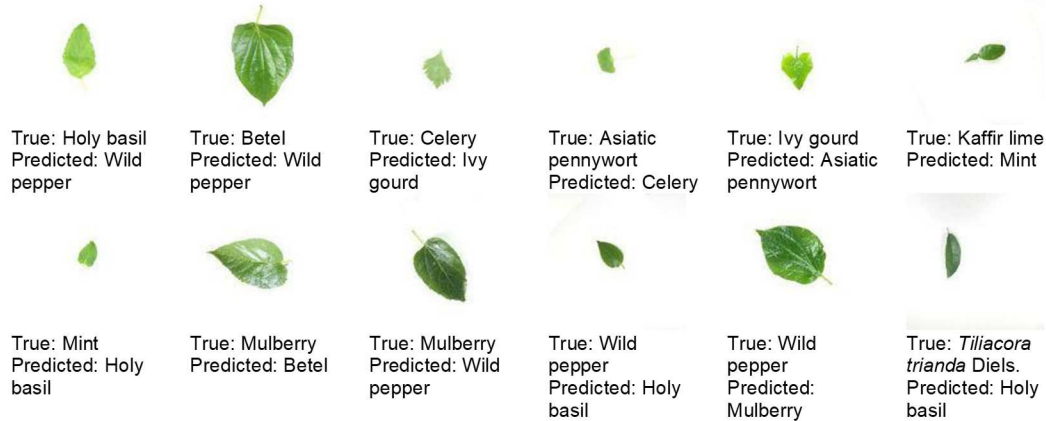 True: Holy basil
Predicted: Wild
pepper
True: Betel
Predicted: Wild
pepper
True: Celery
Predicted: Ivy
gourd
True: Asiatic
pennywort
Predicted: Celery
True: Ivy gourd
Predicted: Asiatic
pennywort
True: Kaffir lime
Predicted: Mint
True: Mint
Predicted: Holy
basil
True: Mulberry
Predicted: Betel
True: Mulberry
Predicted: Wild
pepper
True: Wild
pepper
Predicted: Holy
basil
True: Wild
pepper
Predicted:
Mulberry
True: Tiliacora
trianda Diels.
Predicted: Holy
basil